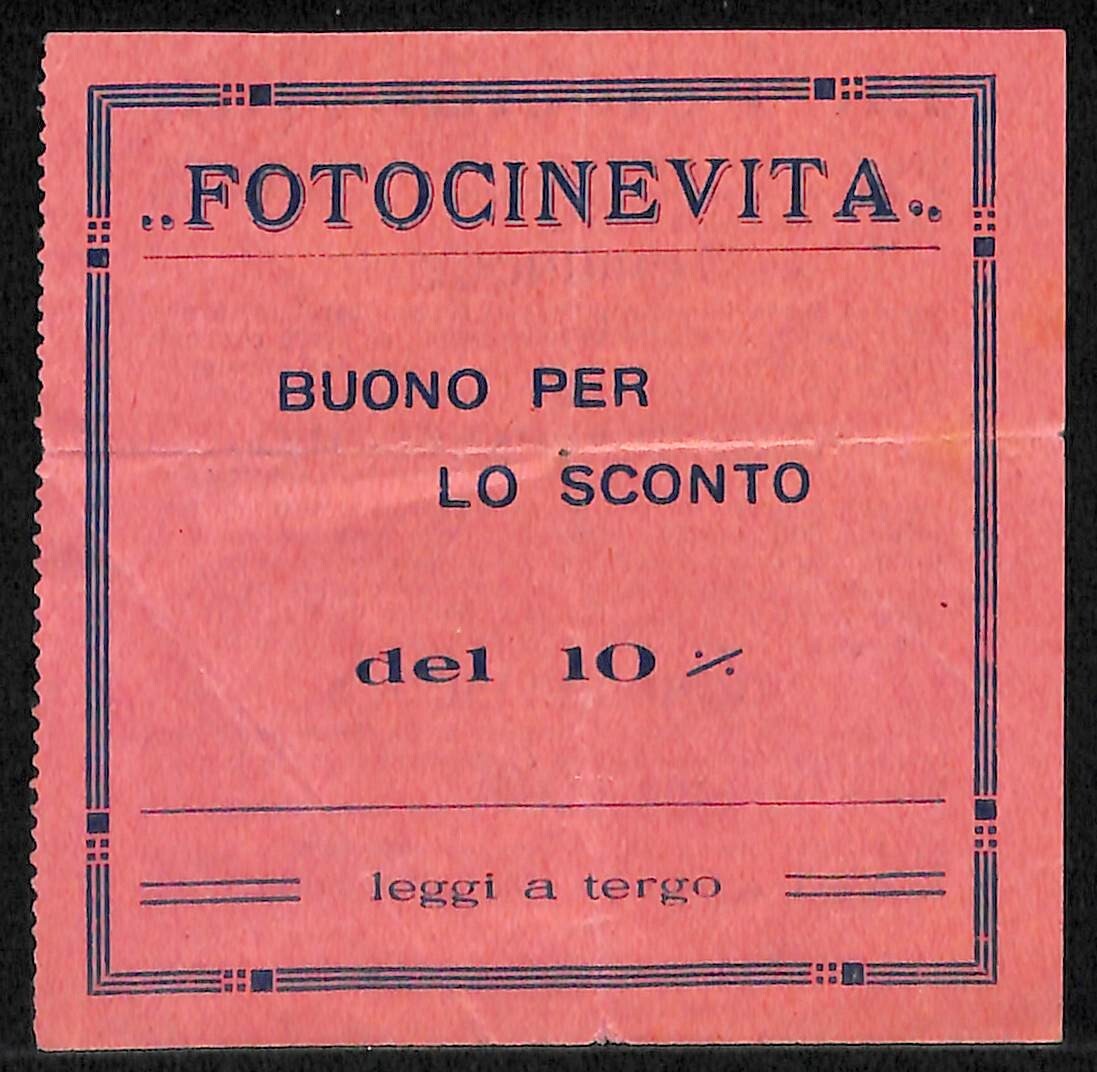 ..FOTOCINEVITA..
BUONO PER
LO SCONTO
del 10 %
leggi a tergo